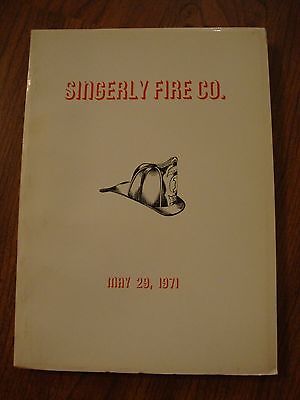 SINGERLY FIRE CO.
MAY 29, 1971